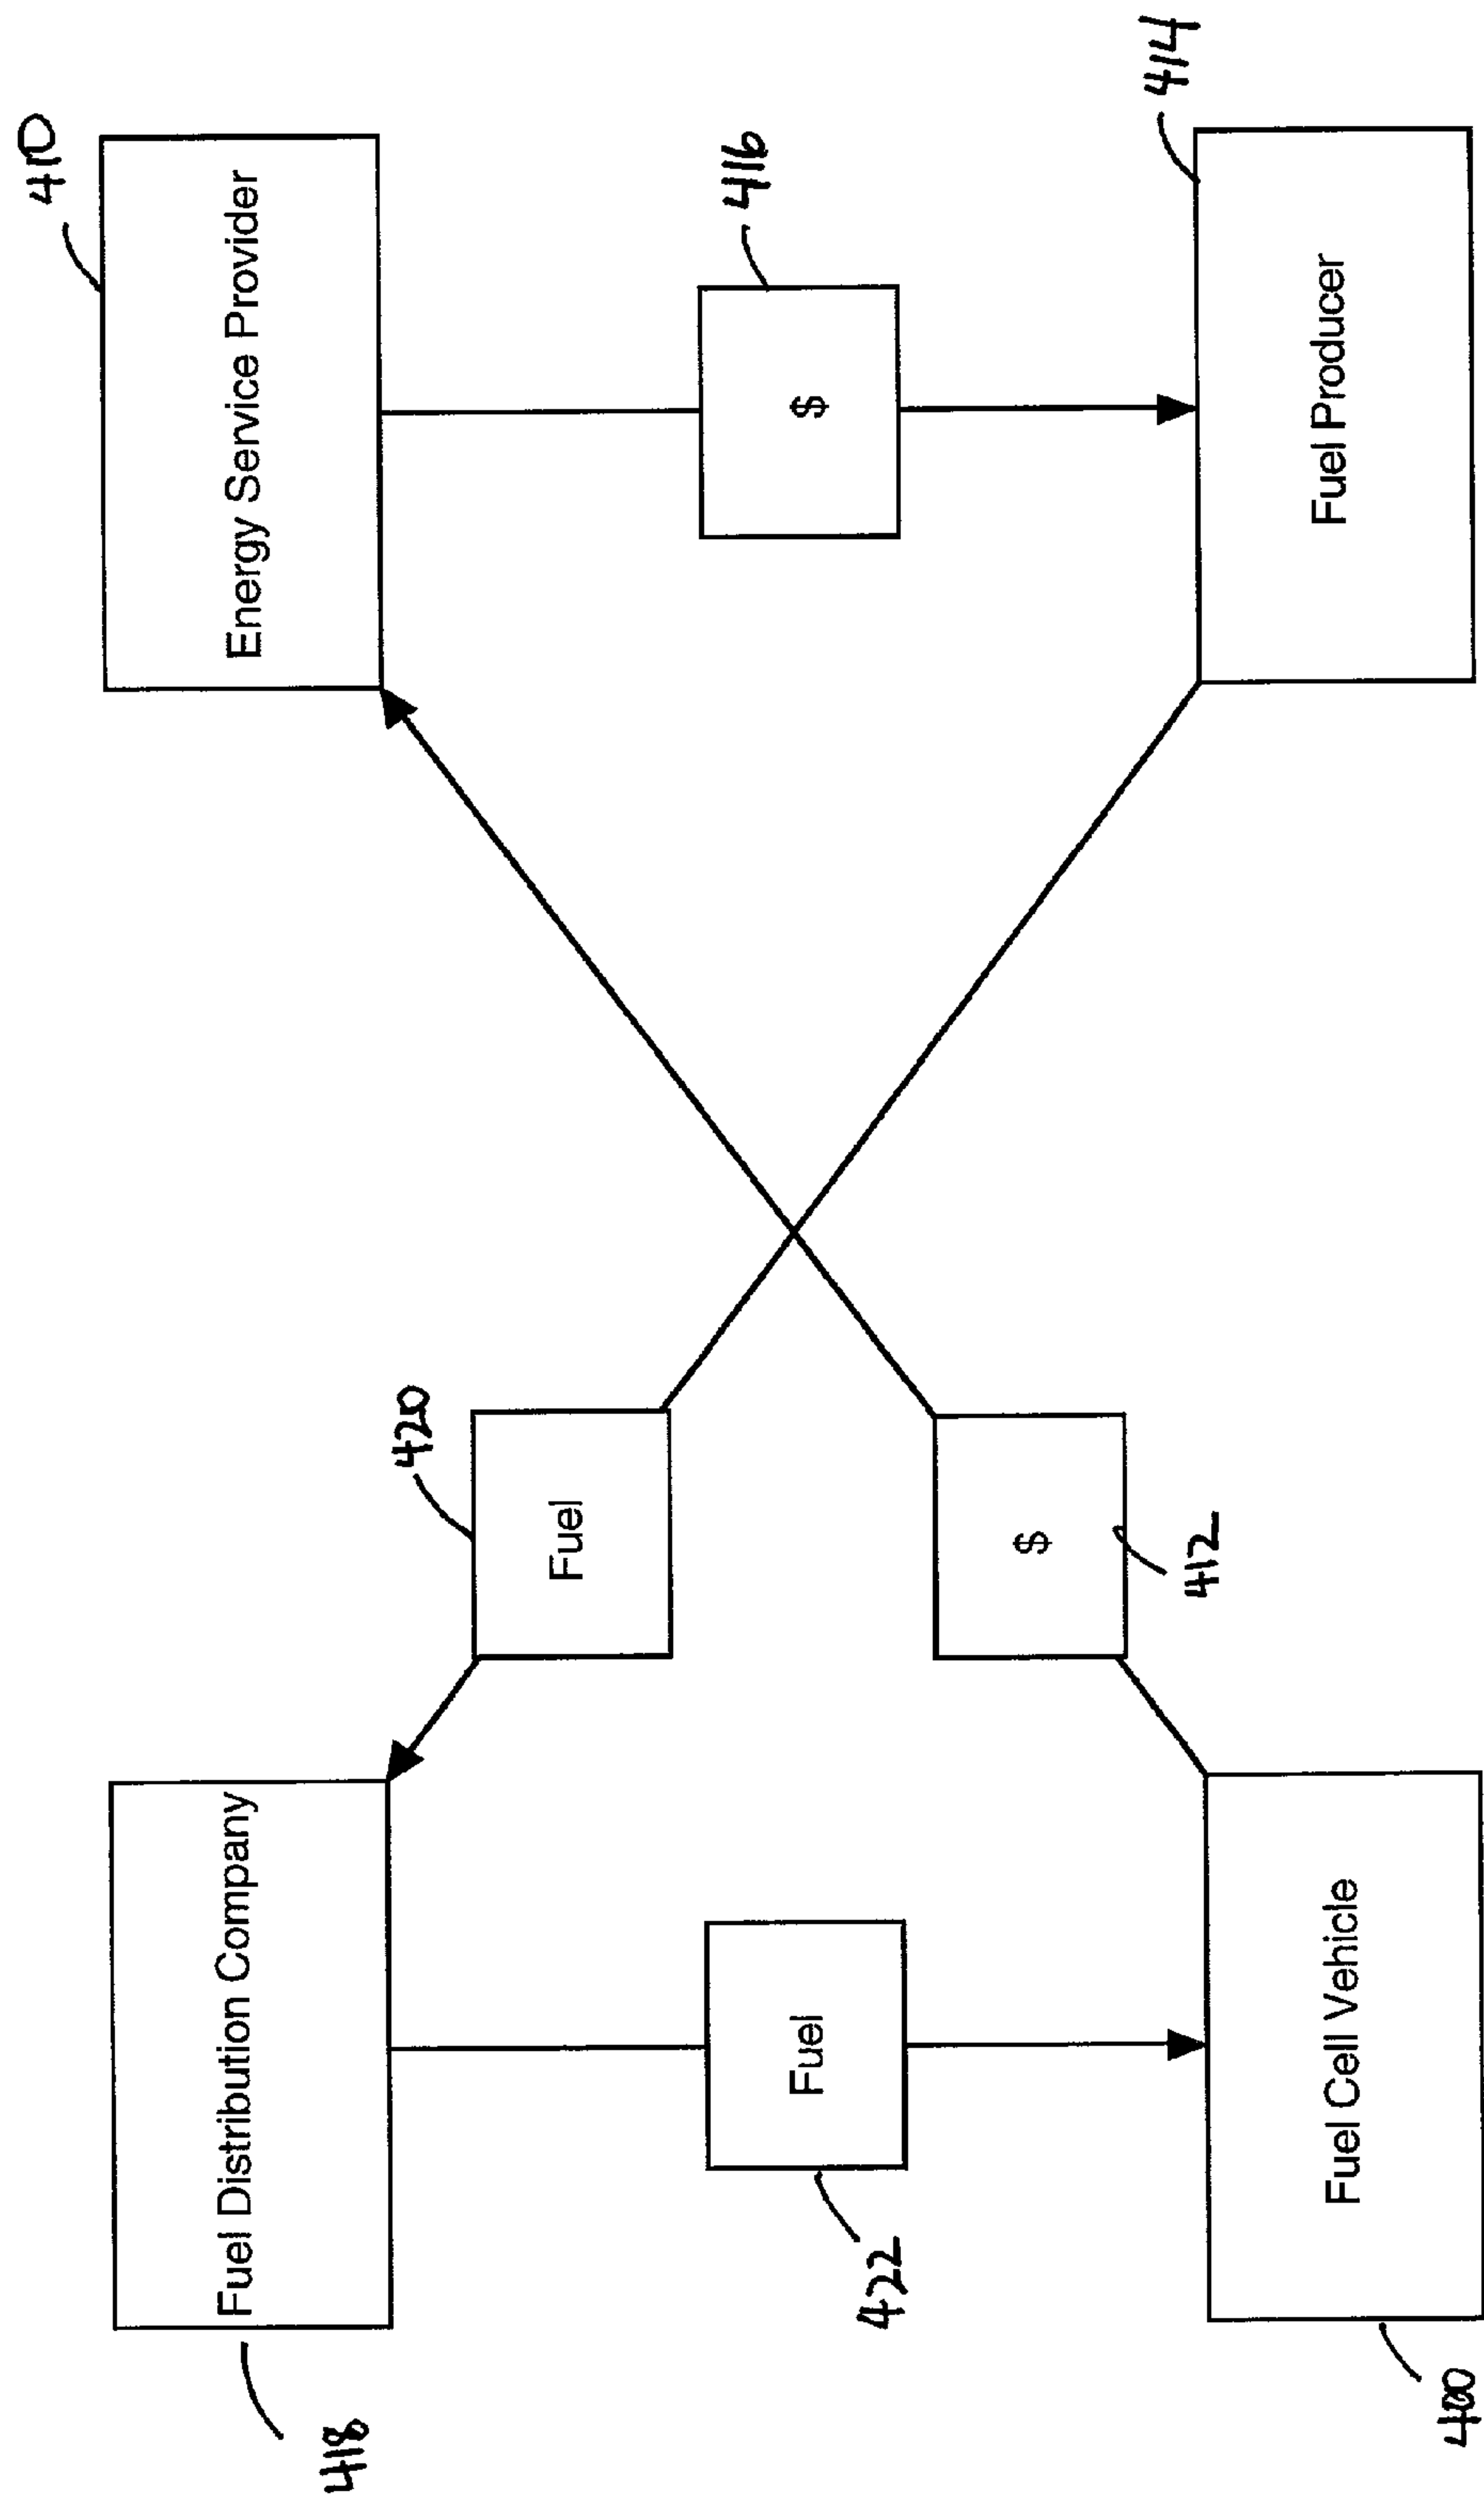 410
Fuel Distribution Company
Energy Service Provider
418
420
Fuel
416
Fuel
$
422
$
414
412
Fuel Cell Vehicle
Fuel Producer
400